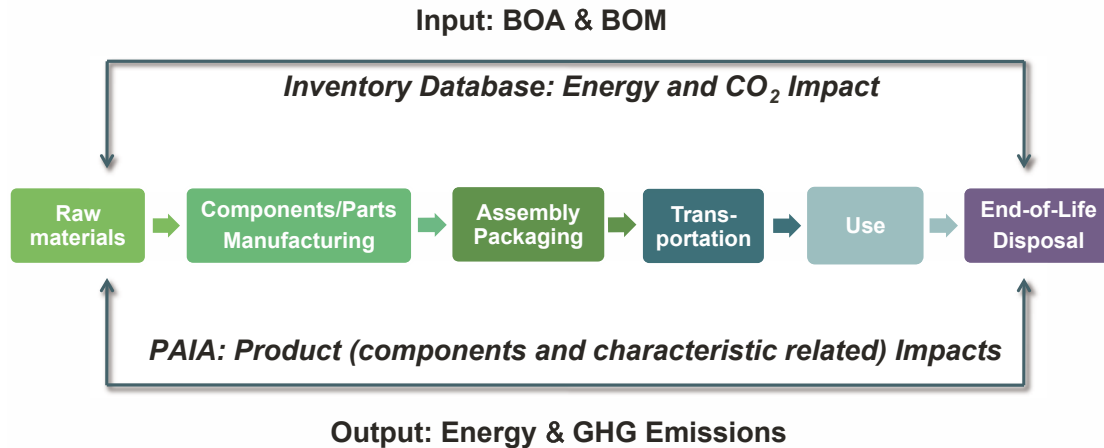 Input: BOA & BOM
Inventory Database: Energy and CO₂ Impact
Raw
materials
Components/Parts
Manufacturing
Assembly
Packaging
Trans-
portation
Use
End-of-Life
Disposal
PAIA: Product (components and characteristic related) Impacts
Output: Energy & GHG Emissions